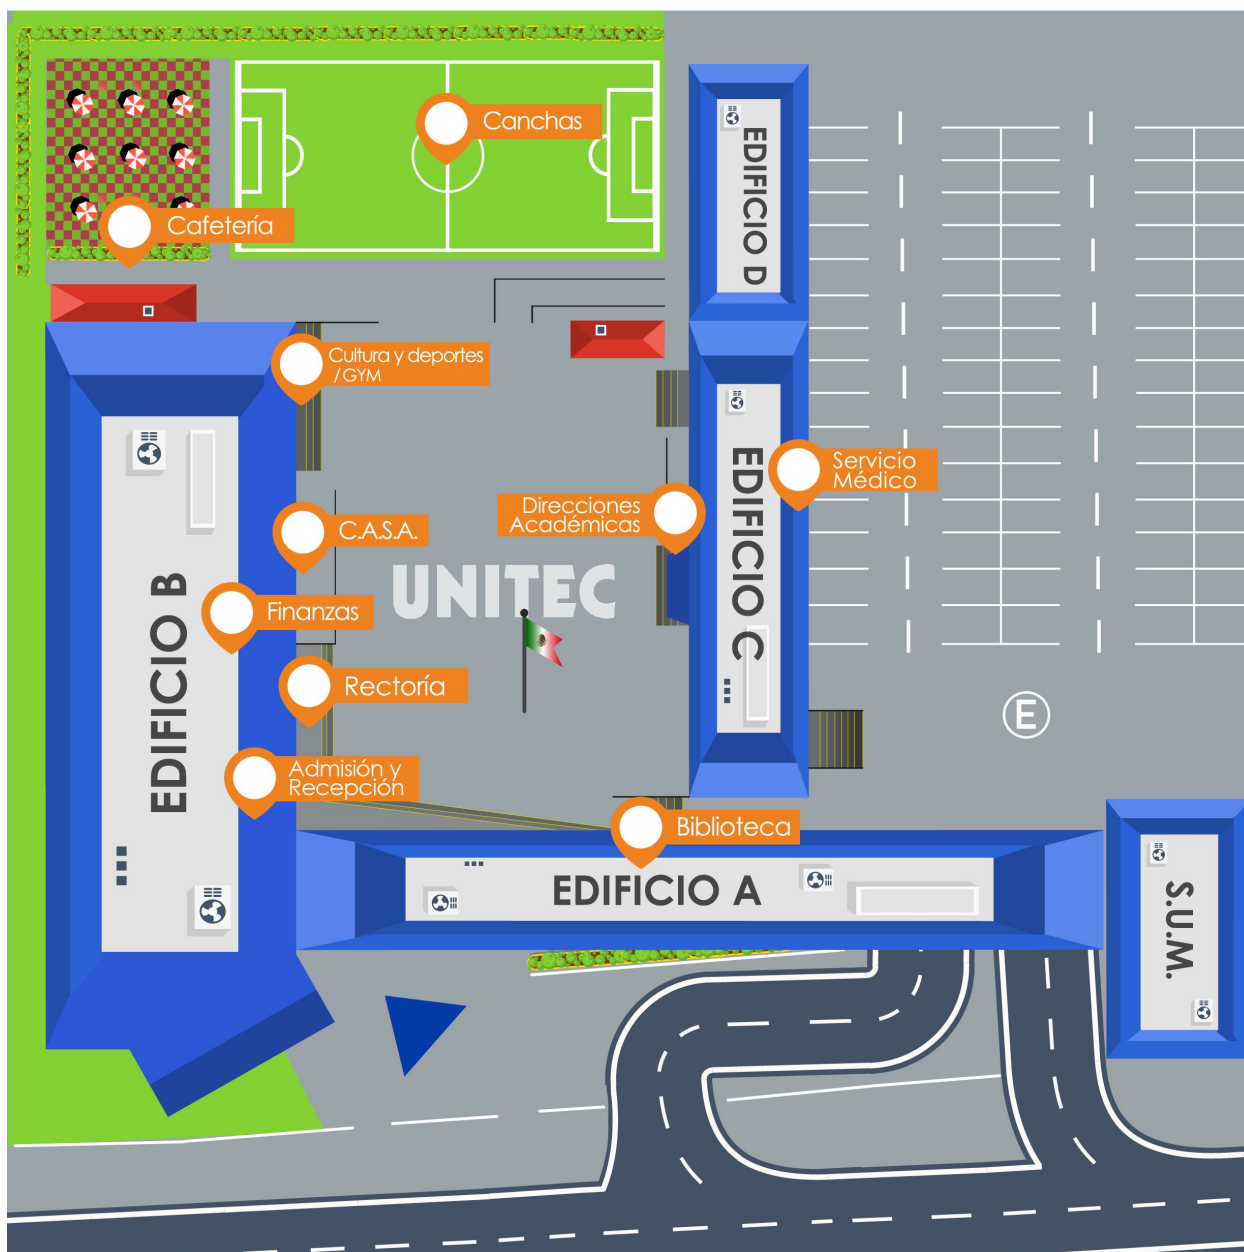 Canchas
EDIFICIO D
Cafetería
Cultura y deportes
/GYM
Servicio
Médico
EDIFICIO C
Direcciones
Académicas
C.A.S.A.
UNITEC
Finanzas
EDIFICIO B
Rectoría
E
Admisión y
Recepción
Biblioteca
EDIFICIO A
S.U.M.